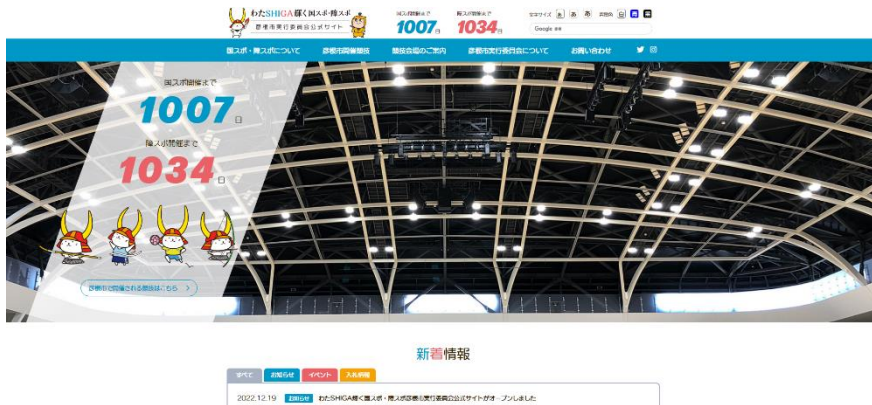 わたSHIGA輝く国スポ・障スポ
彦根市実行委員会公式サイト
国スポ開催まで
1007日
障スポ開催まで
1034日
文字サイズ
あ
あ
あ
背景色
白
青
黒
Google 検索
国スポ・障スポについて
彦根市開催競技
競技会場のご案内
彦根市実行委員会について
お問い合わせ
国スポ開催まで
1007日
障スポ開催まで
1034日
彦根市で開催される競技はこちら
新着情報
すべて
お知らせ
イベント
入札情報
2022.12.19 お知らせ わたSHIGA輝く国スポ・障スポ彦根市実行委員会公式サイトがオープンしました